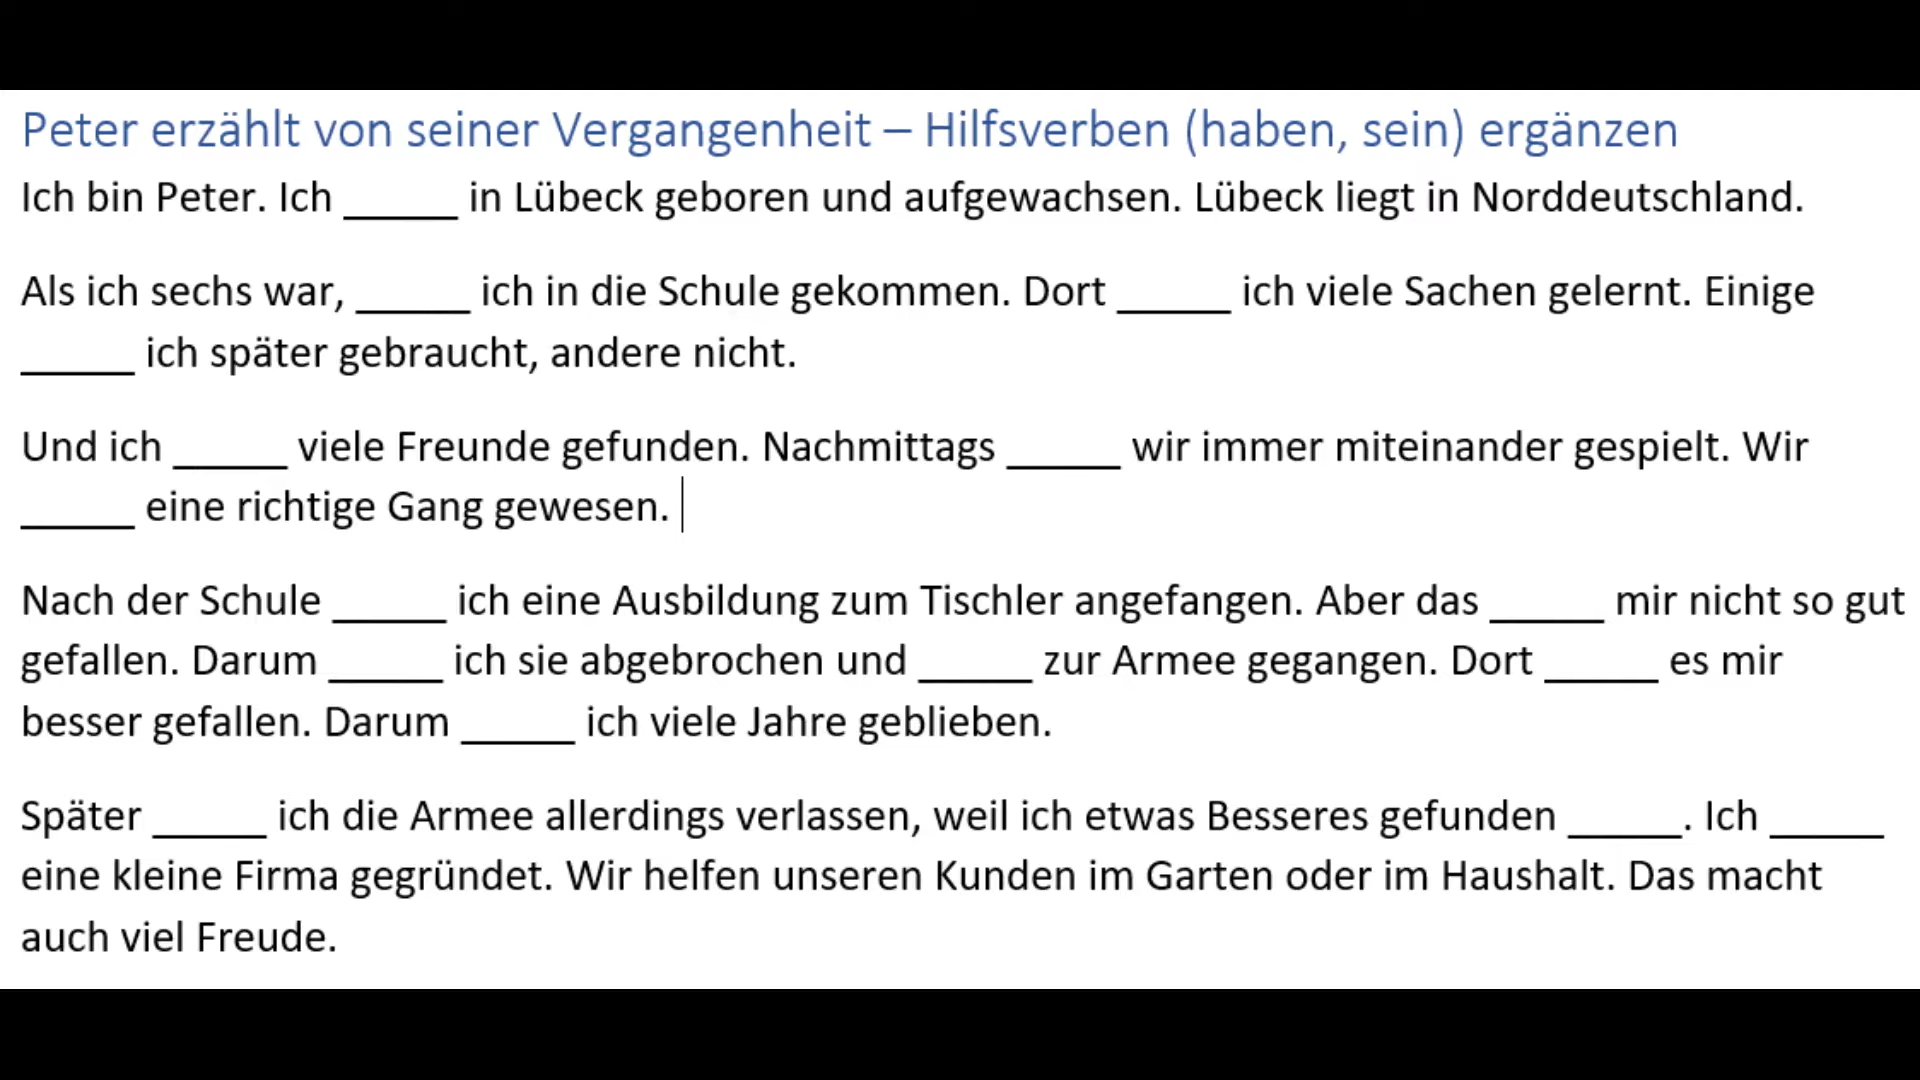 Peter erzählt von seiner Vergangenheit – Hilfsverben (haben, sein) ergänzen
Ich bin Peter. Ich _____ in Lübeck geboren und aufgewachsen. Lübeck liegt in Norddeutschland.
Als ich sechs war, _____ ich in die Schule gekommen. Dort _____ ich viele Sachen gelernt. Einige
_____ ich später gebraucht, andere nicht.
Und ich _____ viele Freunde gefunden. Nachmittags _____ wir immer miteinander gespielt. Wir
_____ eine richtige Gang gewesen.
Nach der Schule _____ ich eine Ausbildung zum Tischler angefangen. Aber das _____ mir nicht so gut
gefallen. Darum _____ ich sie abgebrochen und _____ zur Armee gegangen. Dort _____ es mir
besser gefallen. Darum _____ ich viele Jahre geblieben.
Später _____ ich die Armee allerdings verlassen, weil ich etwas Besseres gefunden _____. Ich _____
eine kleine Firma gegründet. Wir helfen unseren Kunden im Garten oder im Haushalt. Das macht
auch viel Freude.